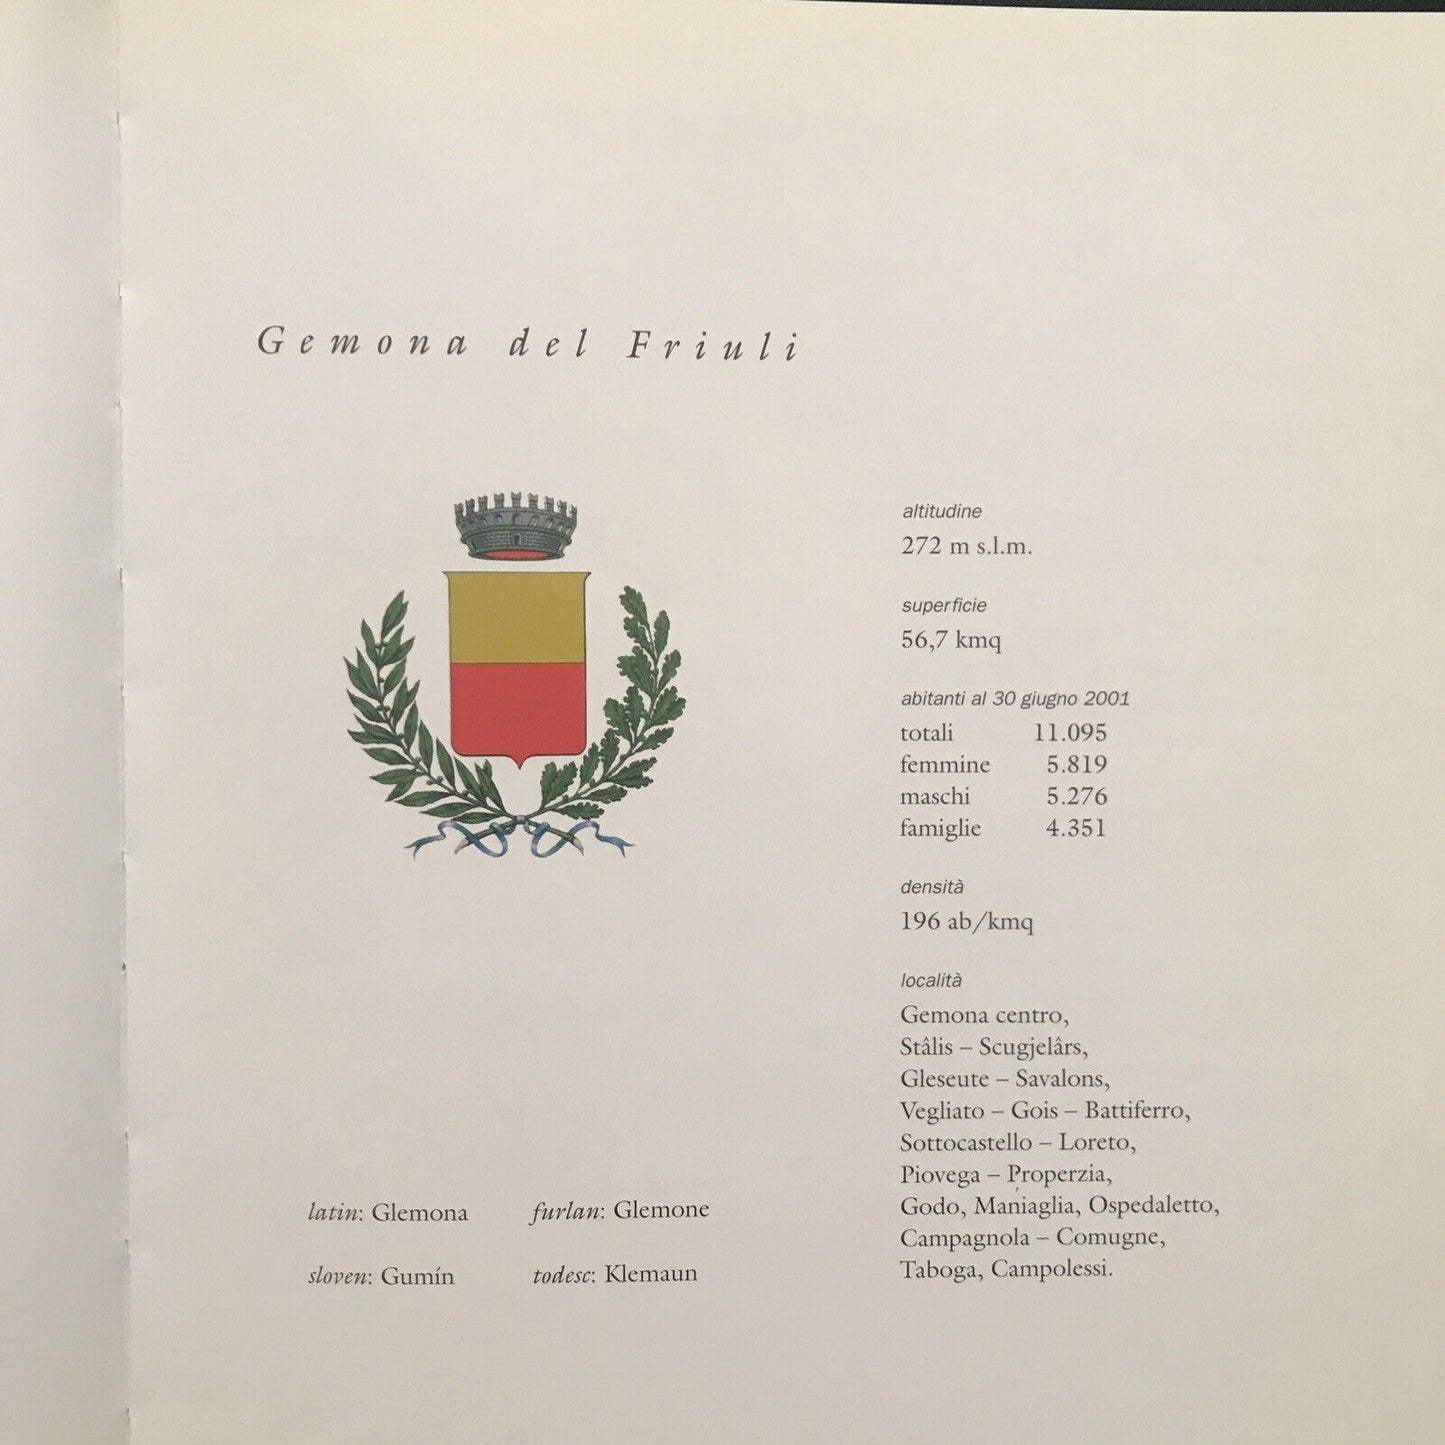 Gemona del Friuli
altitudine
272 m s.l.m.
superficie
56,7 kmq
abitanti al 30 giugno 2001
totali 11.095
femmine 5.819
maschi 5.276
famiglie 4.351
densità
196 ab/kmq
località
Gemona centro,
Stâlis – Scugjelârs,
Gleseute – Savalons,
Vegliato – Gois – Battiferro,
Sottocastello – Loreto,
Piovega – Properzia,
Godo, Maniaglia, Ospedaletto,
Campagnola – Comugne,
Taboga, Campolessi.
latin: Glemona furlan: Glemone
sloven: Gumín todesc: Klemaun